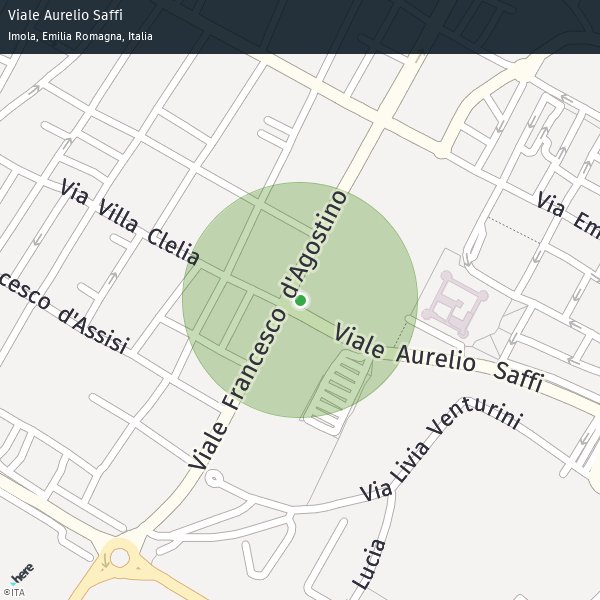 Viale Aurelio Saffi
Imola, Emilia Romagna, Italia
Via Villa Clelia
Viale Francesco d'Agostino
Via Em
cesco d'Assisi
Viale Aurelio Saffi
Via Livia Venturini
Lucia
here
©ITA